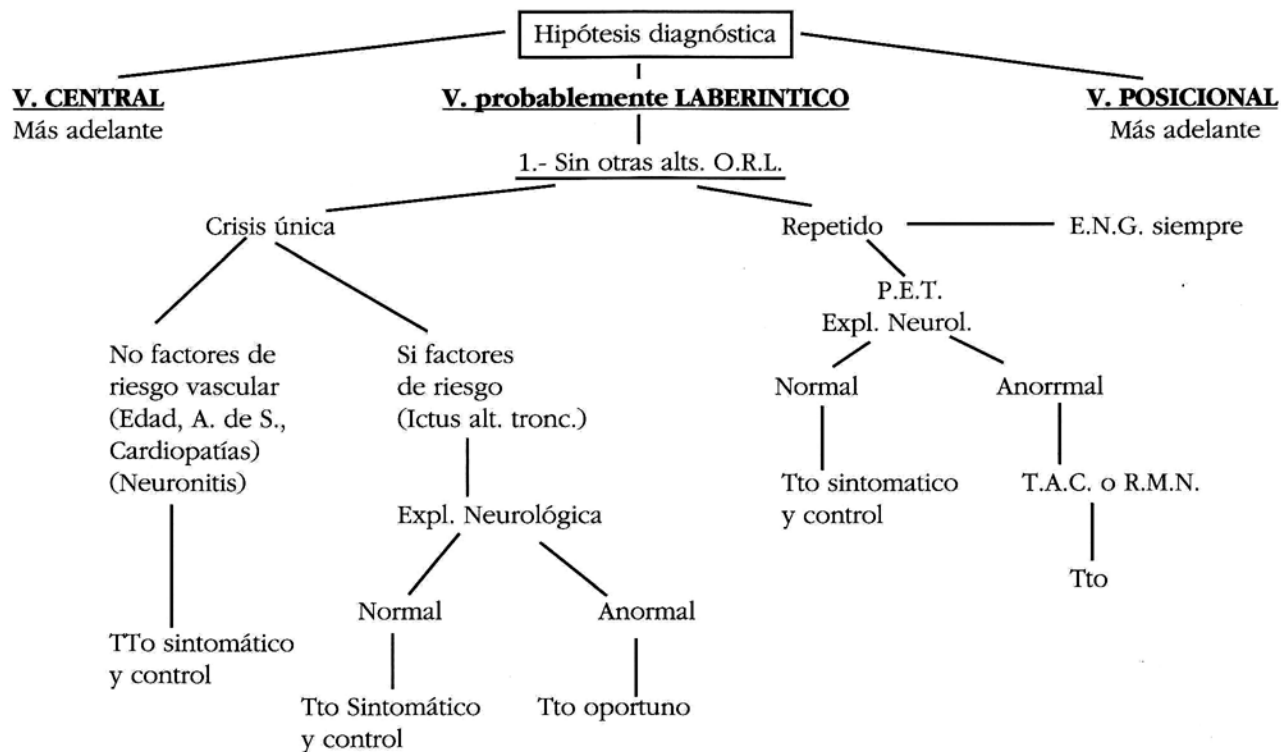 Hipótesis diagnóstica
V. CENTRAL
Más adelante
V. probablemente LABERINTICO
V. POSICIONAL
Más adelante
1.- Sin otras alts. O.R.L.
Crisis única
Repetido
E.N.G. siempre
P.E.T.
Expl. Neurol.
No factores de
riesgo vascular
(Edad, A. de S.,
Cardiopatías)
(Neuronitis)
Si factores
de riesgo
(Ictus alt. tronc.)
Normal
Anorrmal
Tto sintomatico
y control
T.A.C. o R.M.N.
Tto
Expl. Neurológica
Normal
Anormal
TTo sintomático
y control
Tto Sintomático
y control
Tto oportuno